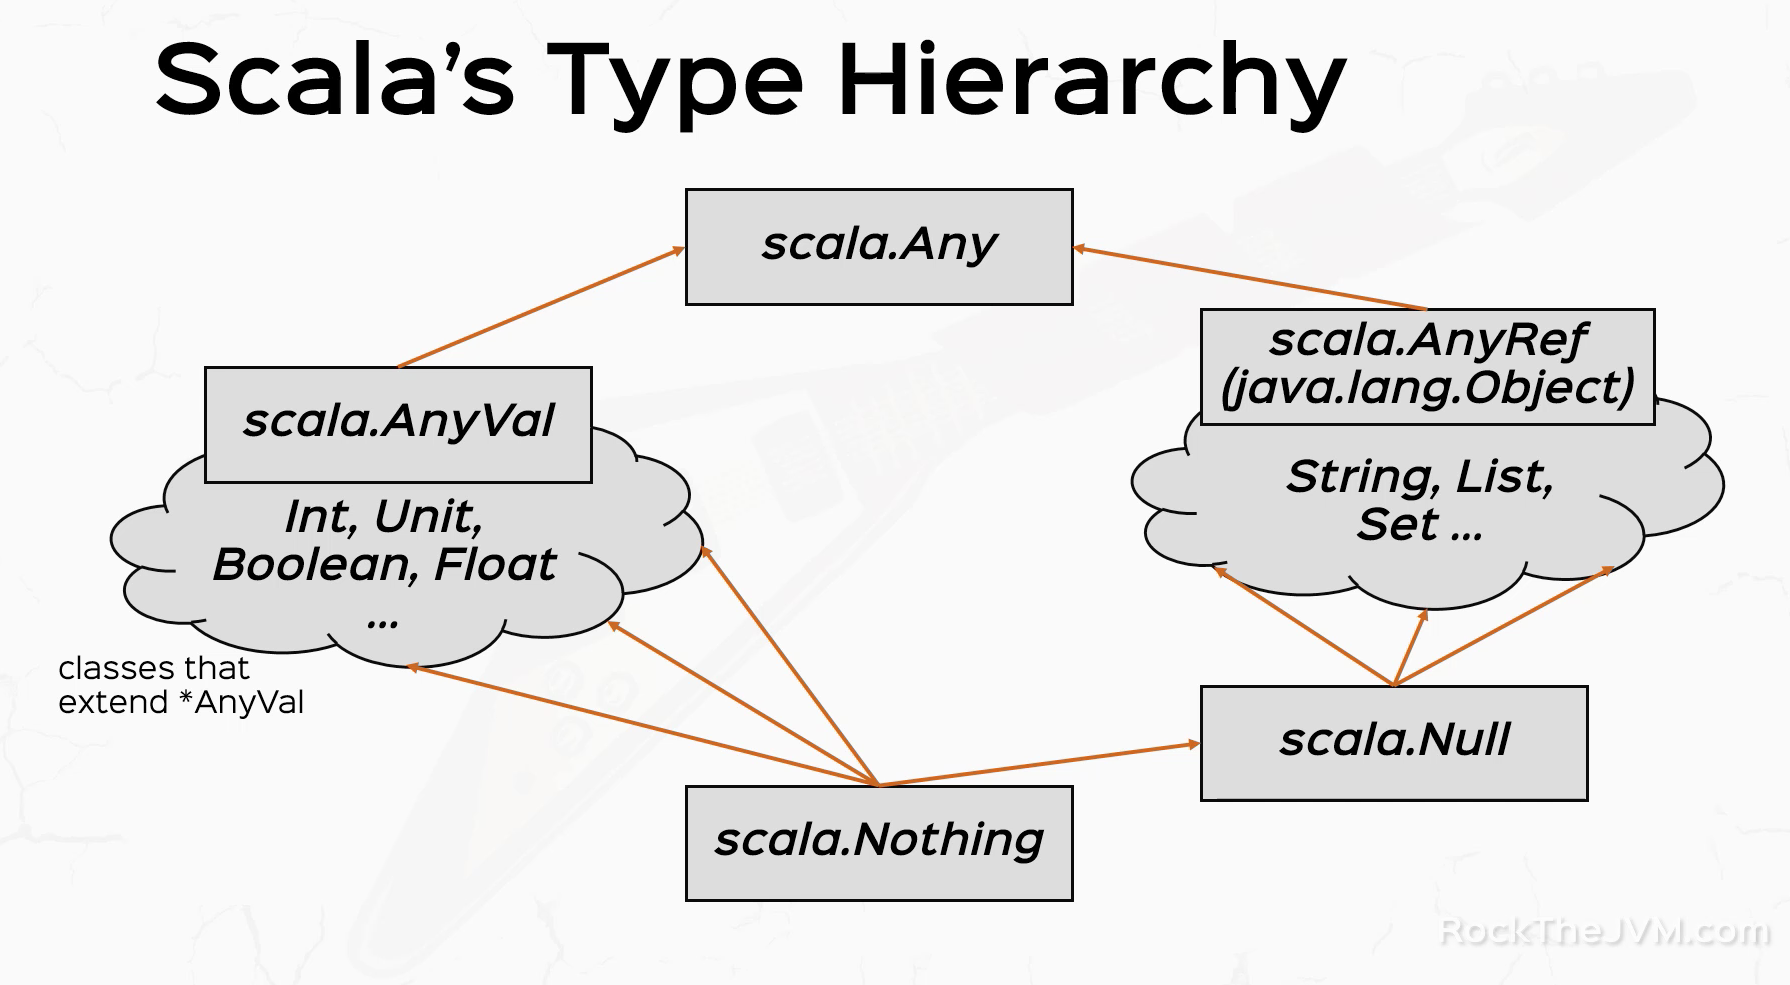 Scala’s Type Hierarchy
scala.Any
scala.AnyRef
(java.lang.Object)
scala.AnyVal
String, List,
Set ...
Int, Unit,
Boolean, Float
...
classes that
extend *AnyVal
scala.Null
scala.Nothing
RockTheJVM.com